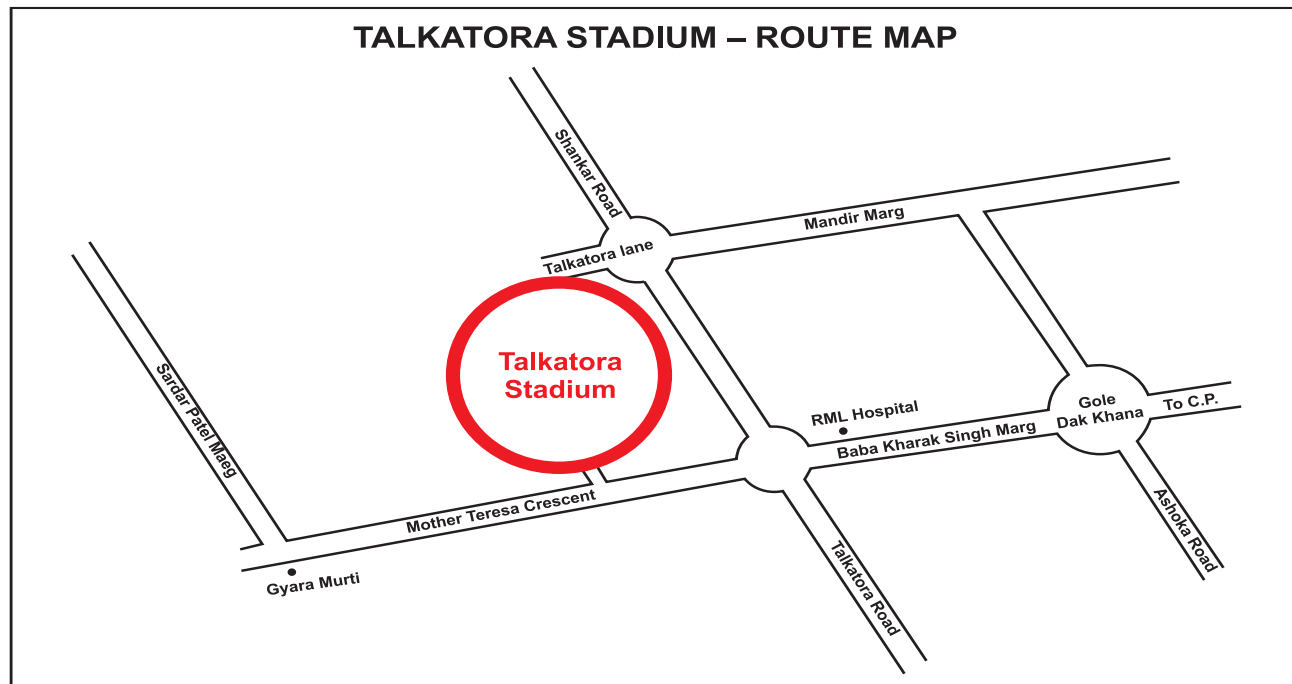 TALKATORA STADIUM – ROUTE MAP
Shankar Road
Mandir Marg
Talkatora lane
Sardar Patel Maeg
Talkatora
Stadium
RML Hospital
Gole
Dak Khana
To C.P.
Baba Kharak Singh Marg
Mother Teresa Crescent
Ashoka Road
Talkatora Road
Gyara Murti